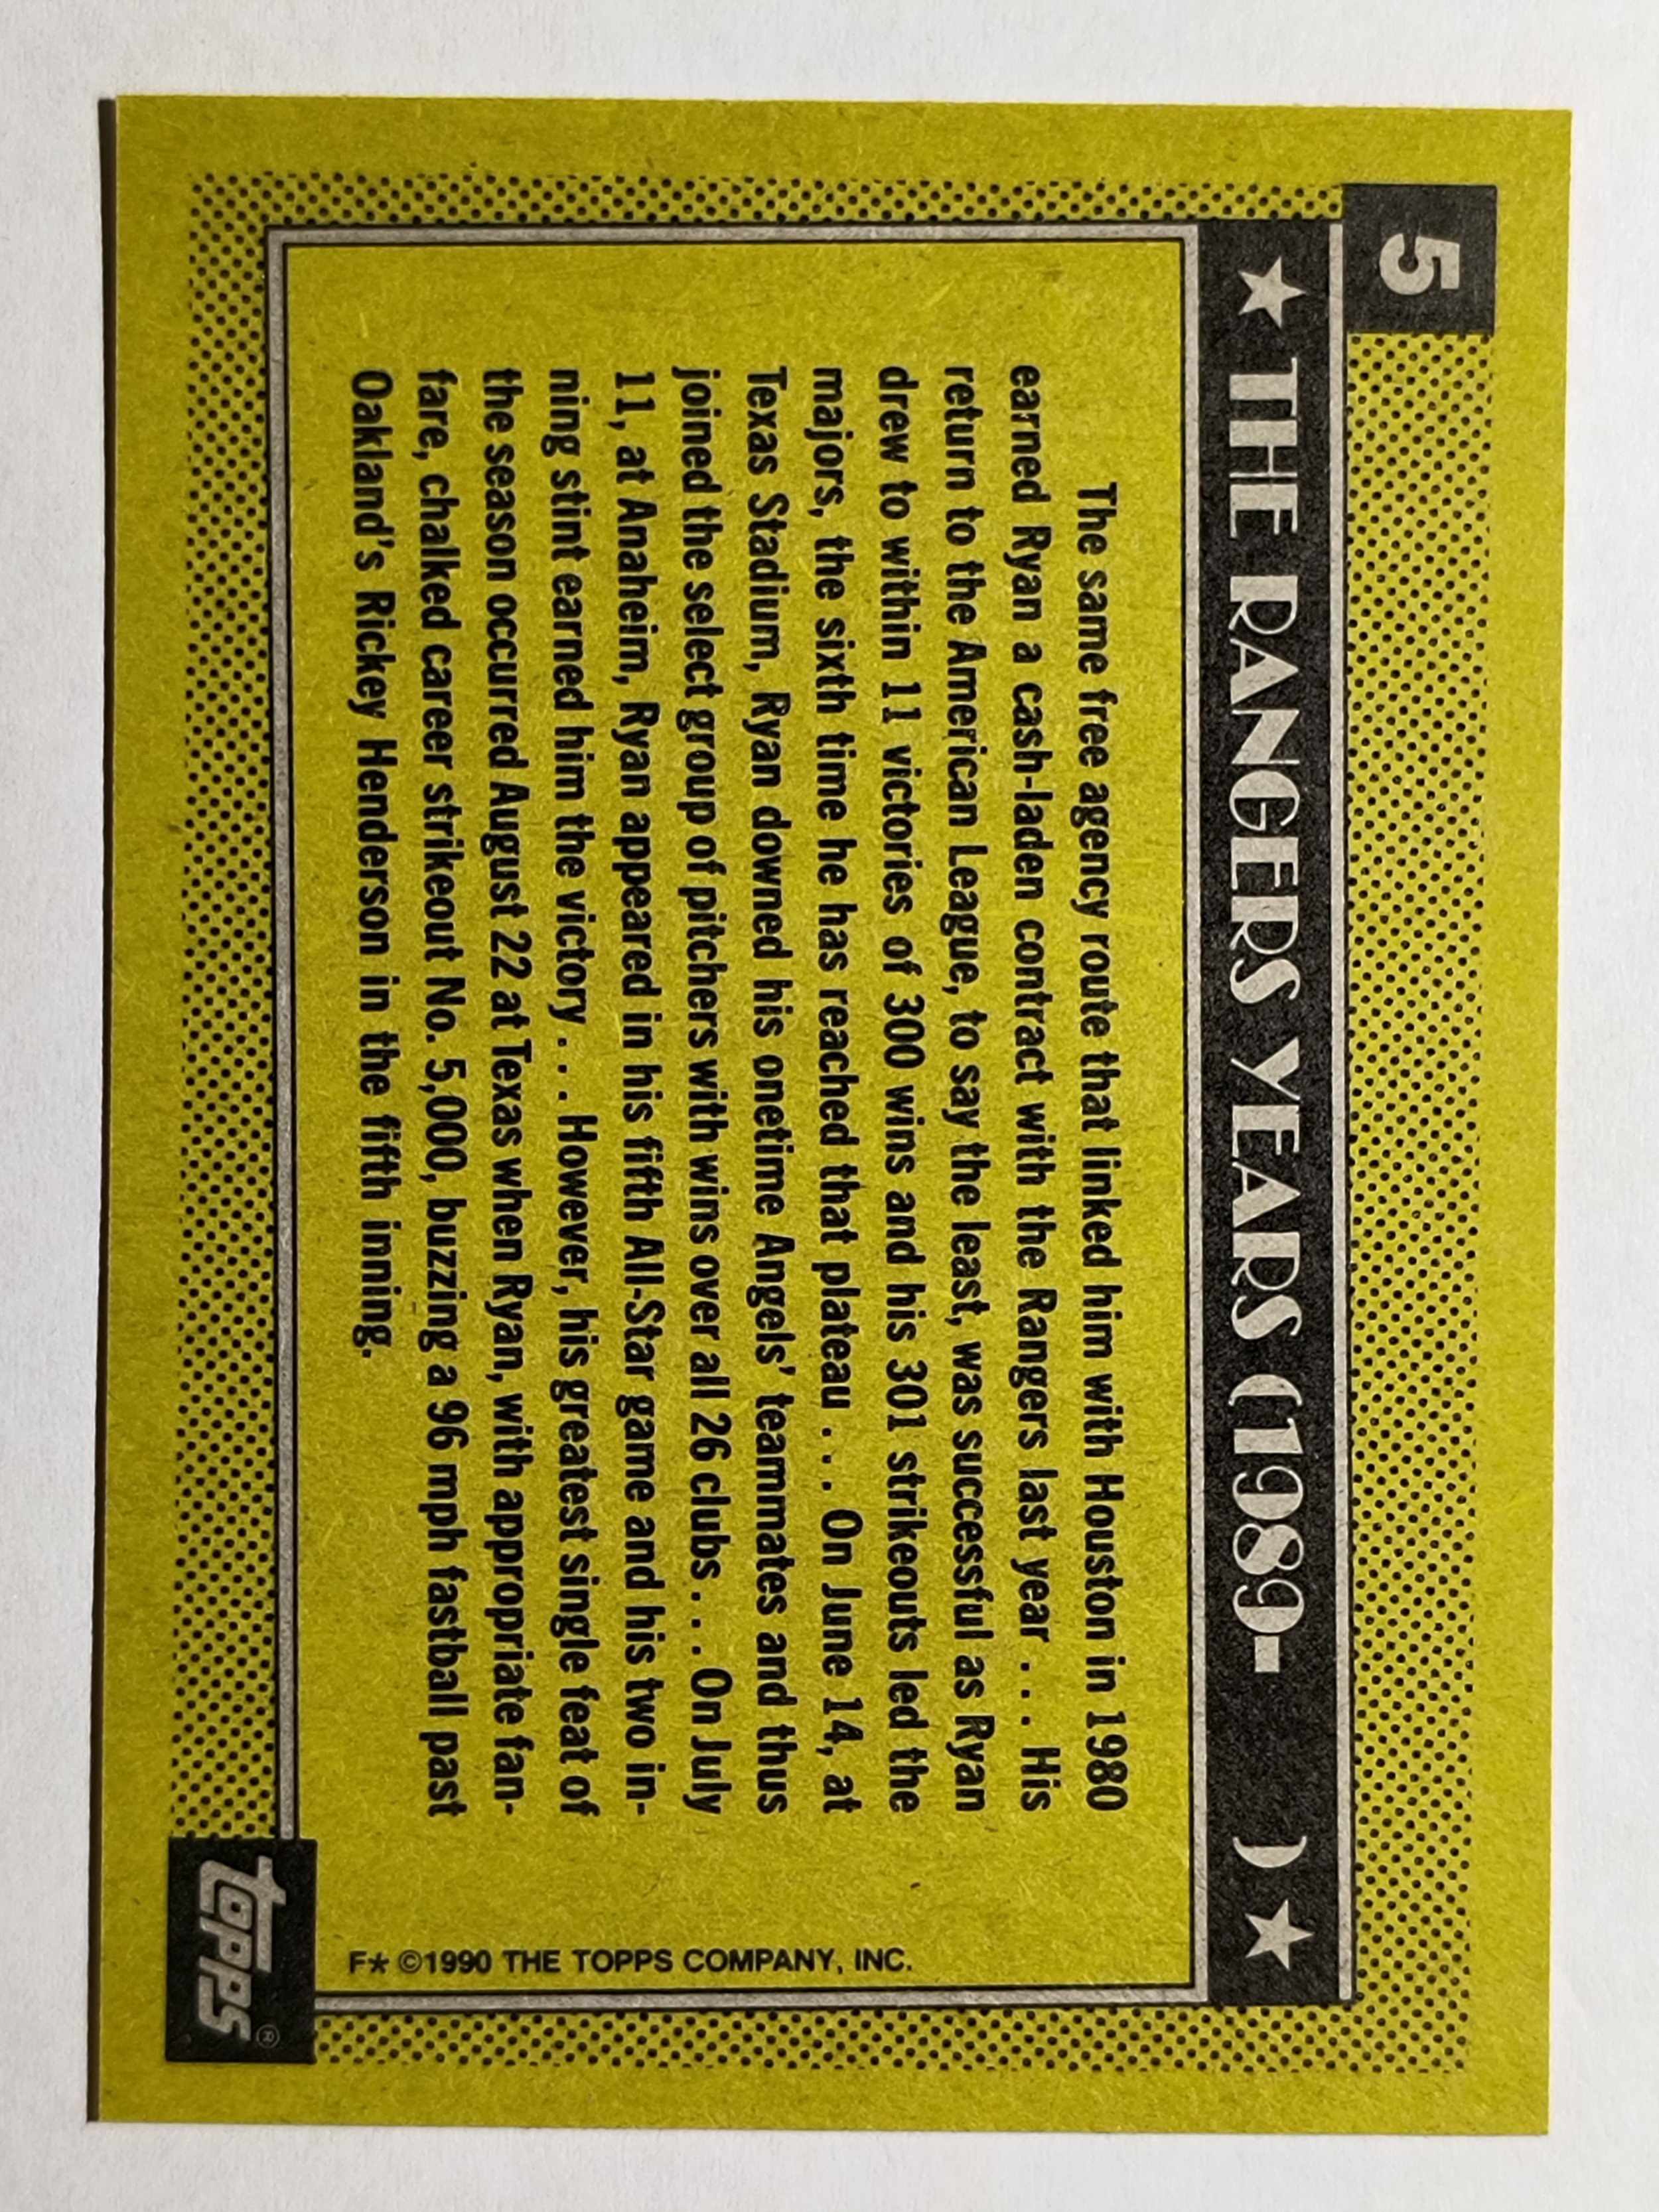 5
★ THE RANGERS YEARS (1989- ) ★
The same free agency route that linked him with Houston in 1980
earned Ryan a cash-laden contract with the Rangers last year . . . His
return to the American League, to say the least, was successful as Ryan
drew to within 11 victories of 300 wins and his 301 strikeouts led the
majors, the sixth time he has reached that plateau . . . On June 14, at
Texas Stadium, Ryan downed his onetime Angels' teammates and thus
joined the select group of pitchers with wins over all 26 clubs . . . On July
11, at Anaheim, Ryan appeared in his fifth All-Star game and his two in-
ning stint earned him the victory . . . However, his greatest single feat of
the season occurred August 22 at Texas when Ryan, with appropriate fan-
fare, chalked career strikeout No. 5,000, buzzing a 96 mph fastball past
Oakland's Rickey Henderson in the fifth inning.
F★ ©1990 THE TOPPS COMPANY, INC.
topps®